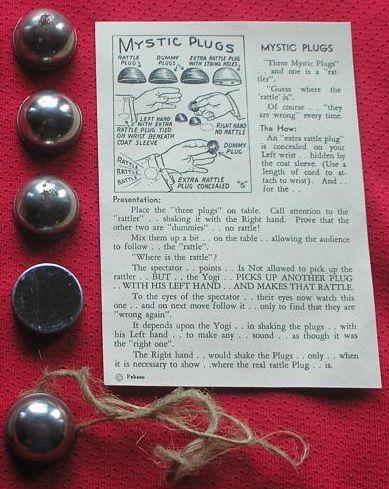 MYSTIC PLUGS
RATTLE PLUG
DUMMY PLUGS
EXTRA RATTLE PLUG WITH STRING HOLES
LEFT HAND WITH EXTRA RATTLE PLUG TIED ON WRIST BENEATH COAT SLEEVE
RIGHT HAND NO RATTLE
DUMMY PLUG
RATTLE
RATTLE
RATTLE
EXTRA RATTLE PLUG CONCEALED
"S"
MYSTIC PLUGS
"Three Mystic Plugs"
. . and one is a "rat-
tler".
"Guess where the
'rattle' is".
Of course . . "they
are wrong" every time.
The How:
An "extra rattle plug"
is concealed on your
Left wrist . . hidden by
the coat sleeve. (Use a
length of cord to at-
tach to wrist). And . .
for the . .
Presentation:
Place the "three plugs" on table. Call attention to the
"rattler" . . shaking it with the Right hand. Prove that the
other two are "dummies" . . no rattle!
Mix them up a bit . . on the table . . allowing the audience
to follow . . the "rattle".
"Where is the rattle"?
The spectator . . points . . Is Not allowed to pick up the
rattler . . BUT . . the Yogi . . PICKS UP ANOTHER PLUG
. . WITH HIS LEFT HAND . . AND MAKES THAT RATTLE.
To the eyes of the spectator . . their eyes now watch this
one . . and on next move follow it . . only to find that they are
"wrong again".
It depends upon the Yogi . . in shaking the plugs . . with
his Left hand . . to make any . . sound . . as though it was
the "right one".
The Right hand . . would shake the Plugs . . only . . when
it is necessary to show . .where the real rattle Plug . . is.
©